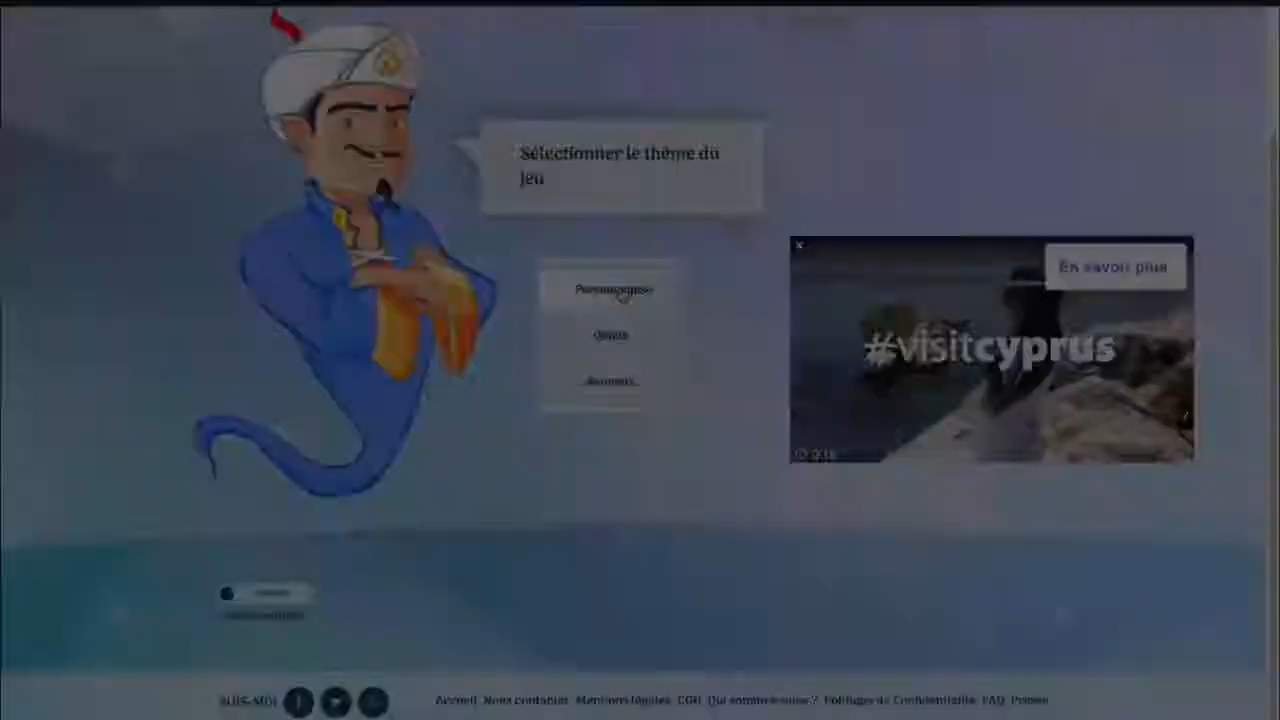 Sélectionner le thème du
jeu
Personnages
Objets
Animaux
x
En savoir plus
#visitcyprus
SUIS-MOI
Accueil Nous contacter Mentions légales CGU Qui sommes-nous ? Politique de Confidentialité FAQ Presse